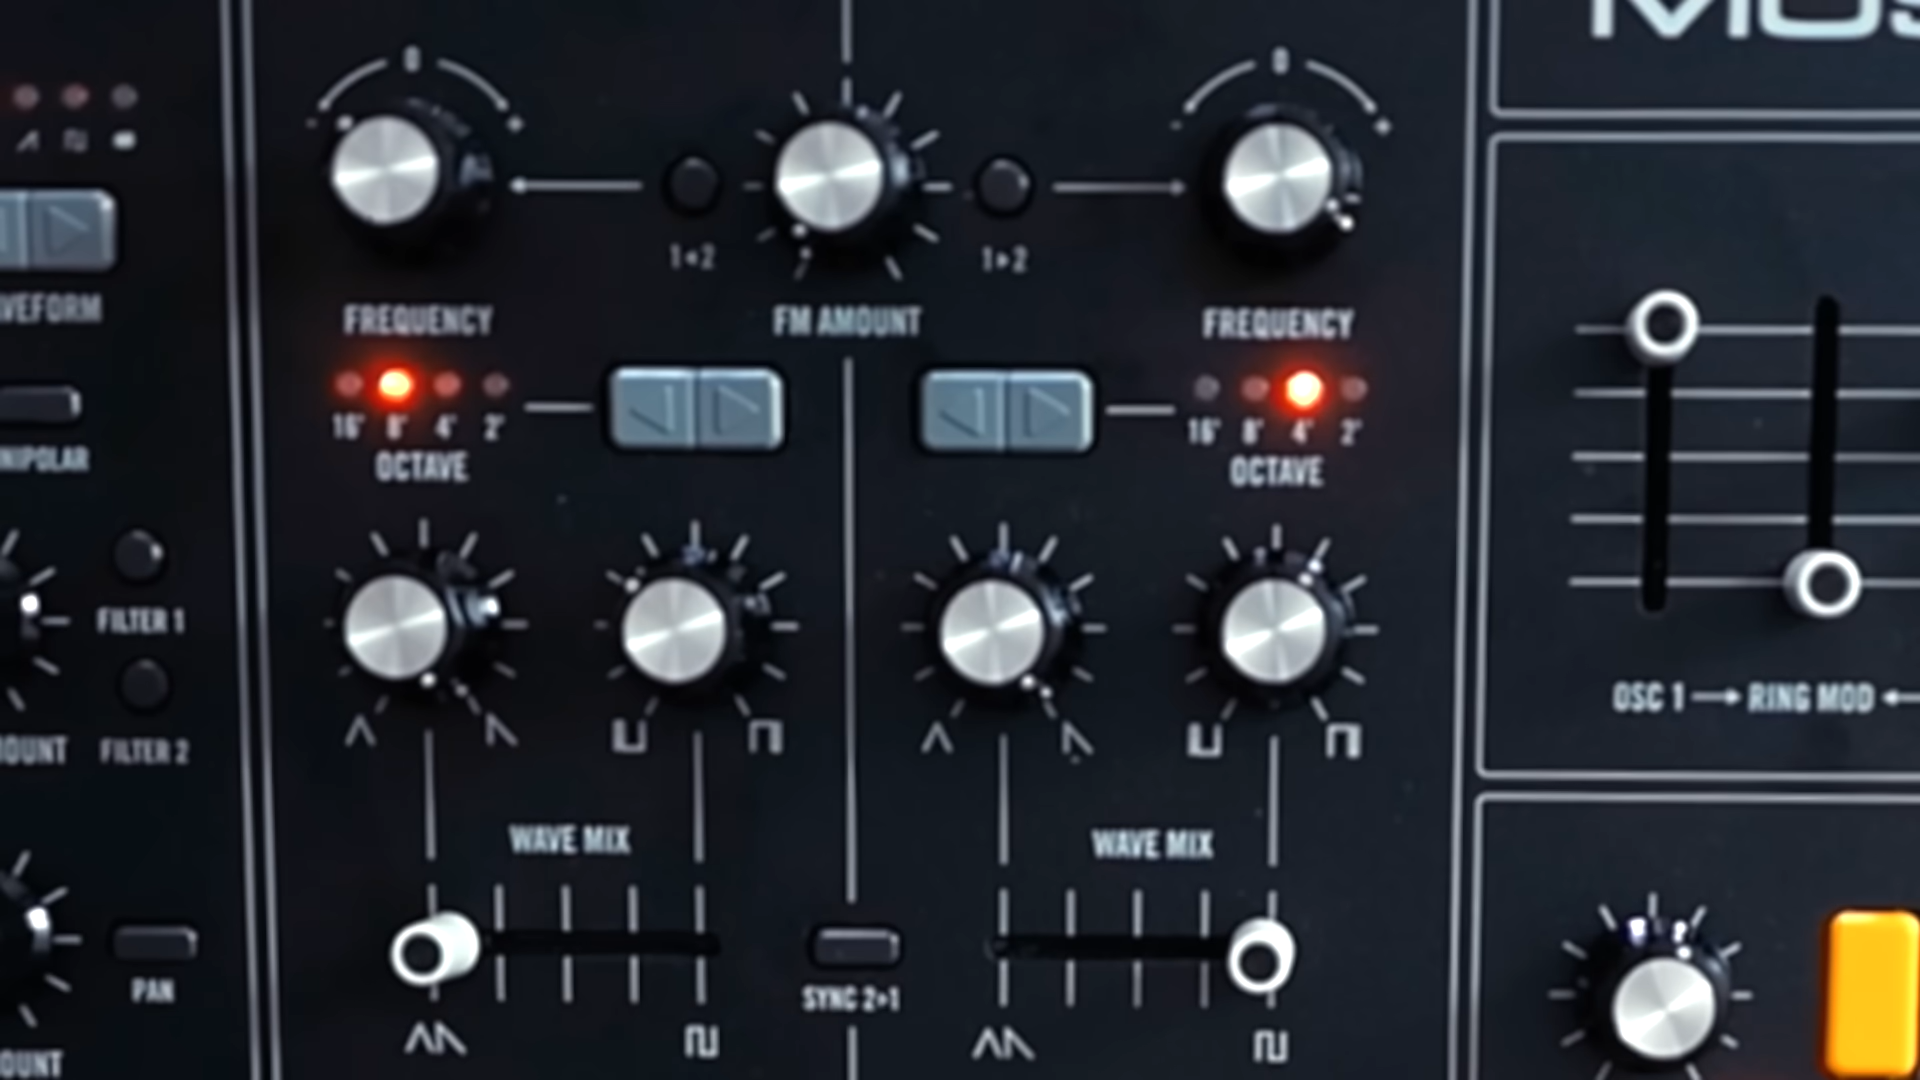 MOS
0
0
- +
- +
1◂2
1▸2
VEFORM
FREQUENCY
FM AMOUNT
FREQUENCY
16' 8' 4' 2'
16' 8' 4' 2'
NIPOLAR
OCTAVE
OCTAVE
FILTER 1
OSC 1
RING MOD
OUNT
FILTER 2
WAVE MIX
WAVE MIX
PAN
SYNC 2▸1
OUNT